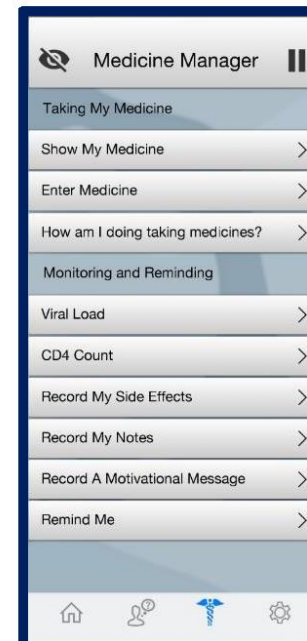 Medicine Manager
Taking My Medicine
Show My Medicine
Enter Medicine
How am I doing taking medicines?
Monitoring and Reminding
Viral Load
CD4 Count
Record My Side Effects
Record My Notes
Record A Motivational Message
Remind Me